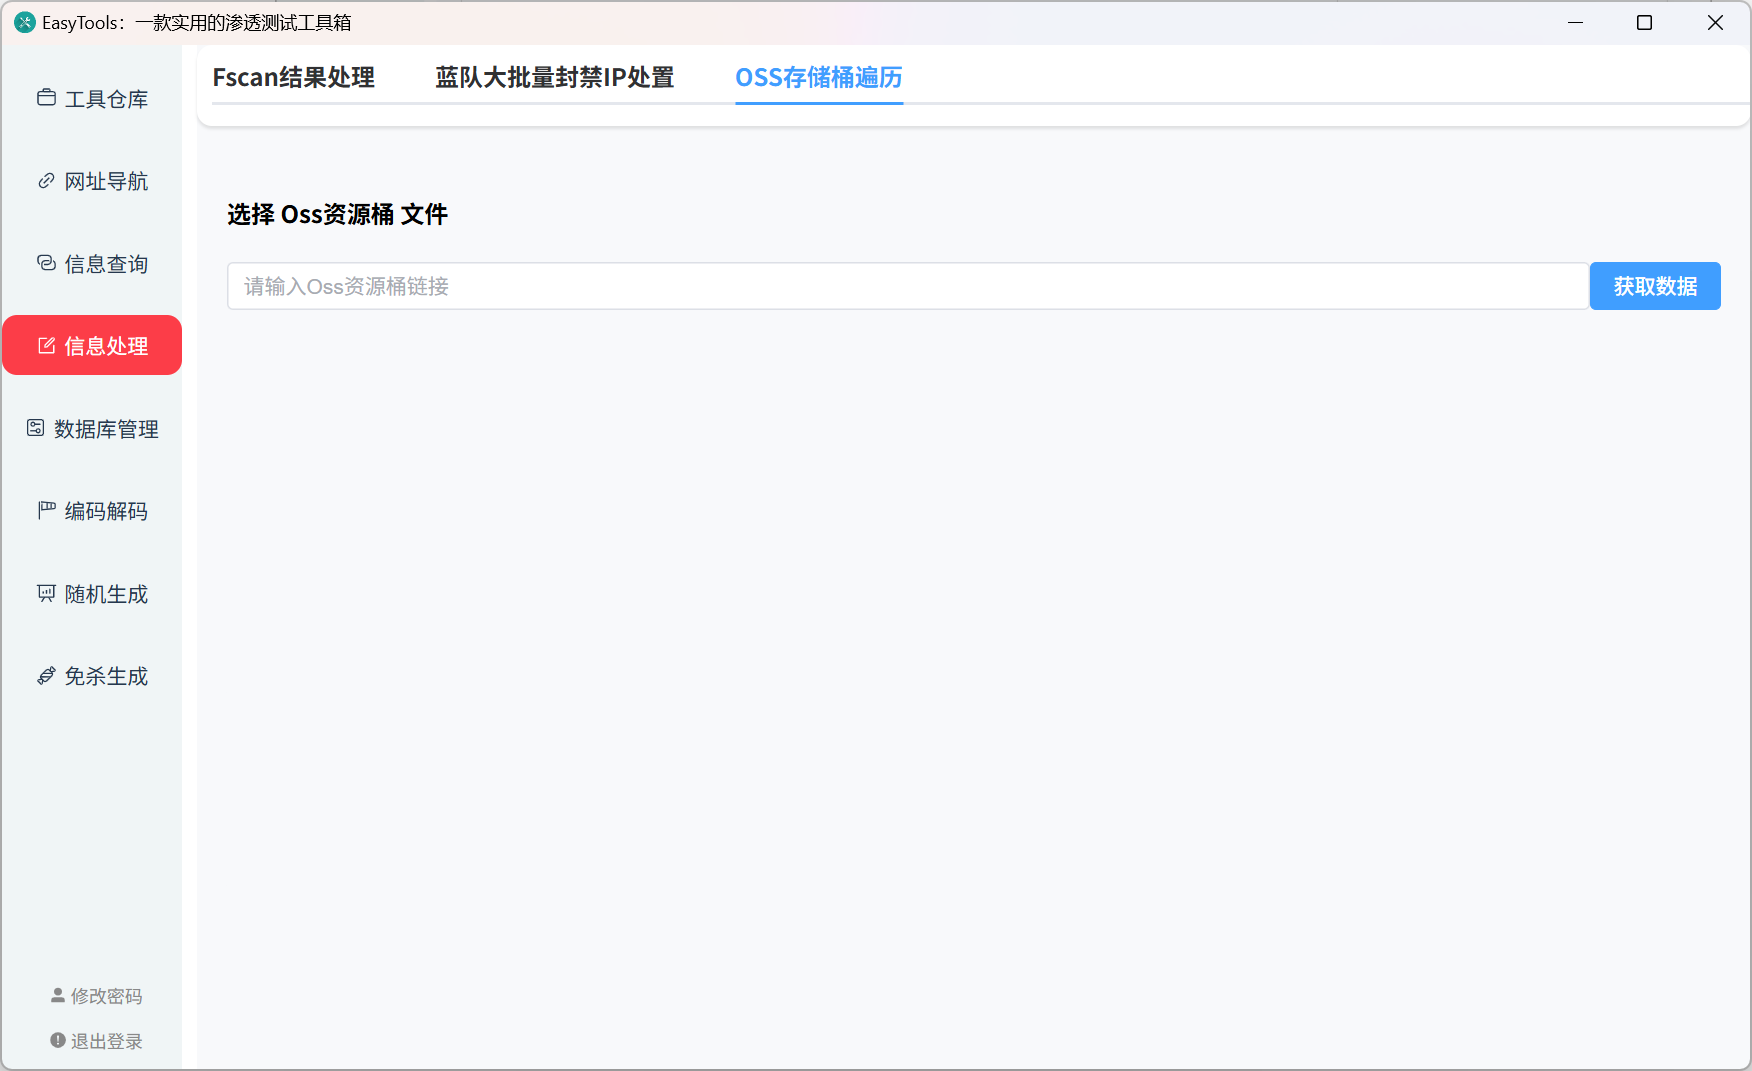 EasyTools：一款实用的渗透测试工具箱
工具仓库
网址导航
信息查询
信息处理
数据库管理
编码解码
随机生成
免杀生成
修改密码
退出登录
Fscan结果处理
蓝队大批量封禁IP处置
OSS存储桶遍历
选择 Oss资源桶 文件
请输入Oss资源桶链接
获取数据